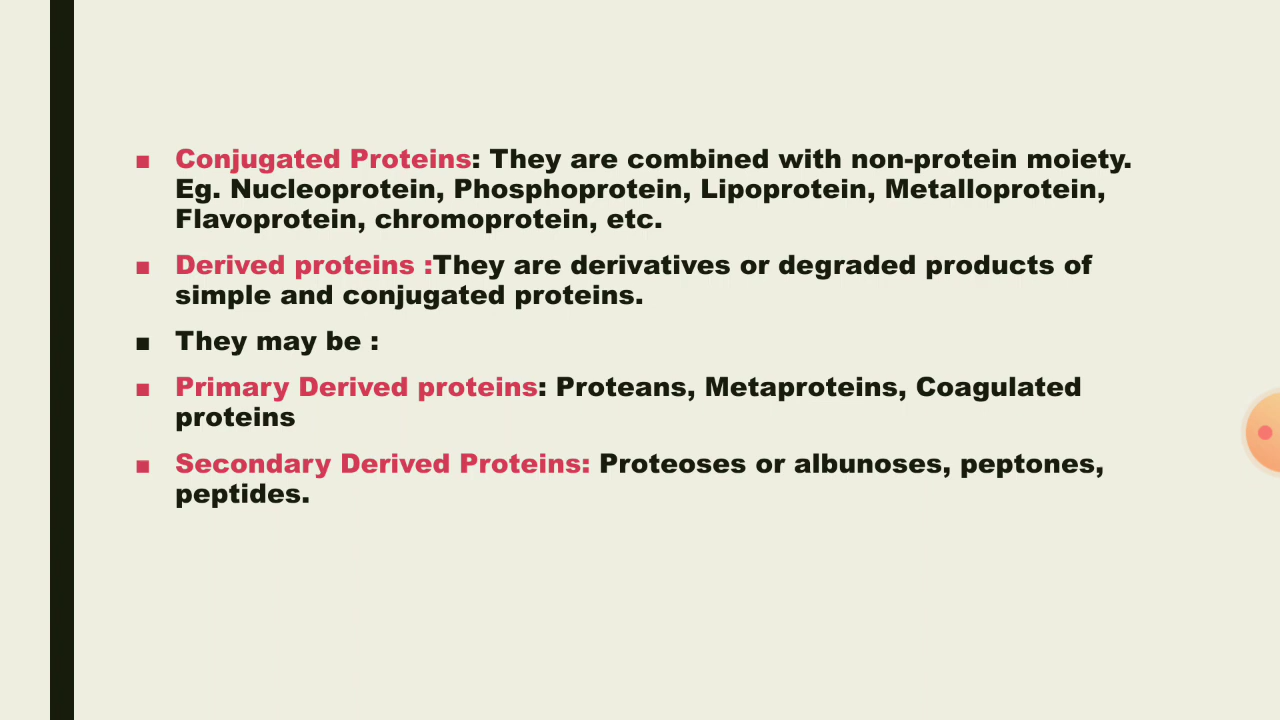 Conjugated Proteins: They are combined with non-protein moiety.
Eg. Nucleoprotein, Phosphoprotein, Lipoprotein, Metalloprotein,
Flavoprotein, chromoprotein, etc.
Derived proteins :They are derivatives or degraded products of
simple and conjugated proteins.
They may be :
Primary Derived proteins: Proteans, Metaproteins, Coagulated
proteins
Secondary Derived Proteins: Proteoses or albunoses, peptones,
peptides.